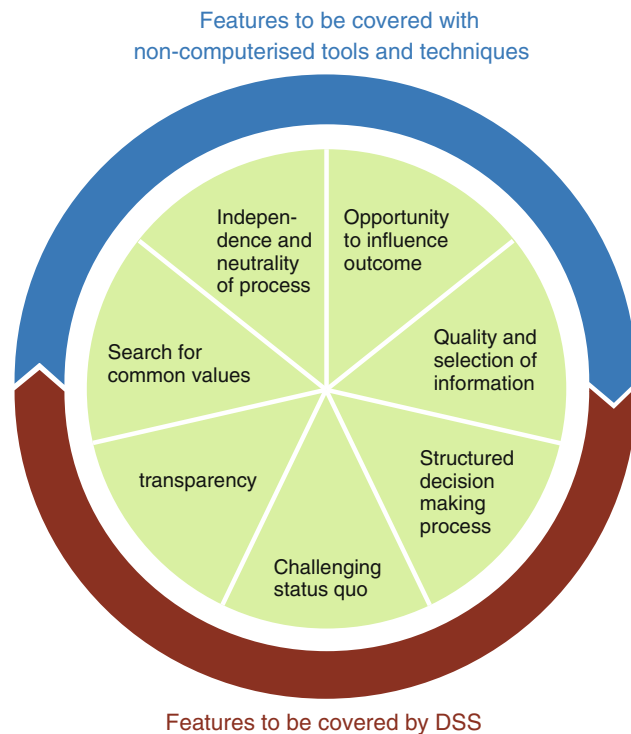 Features to be covered with
non-computerised tools and techniques
Indepen-
dence and
neutrality
of process
Opportunity
to influence
outcome
Quality and
selection of
information
Structured
decision
making
process
Challenging
status quo
transparency
Search for
common values
Features to be covered by DSS